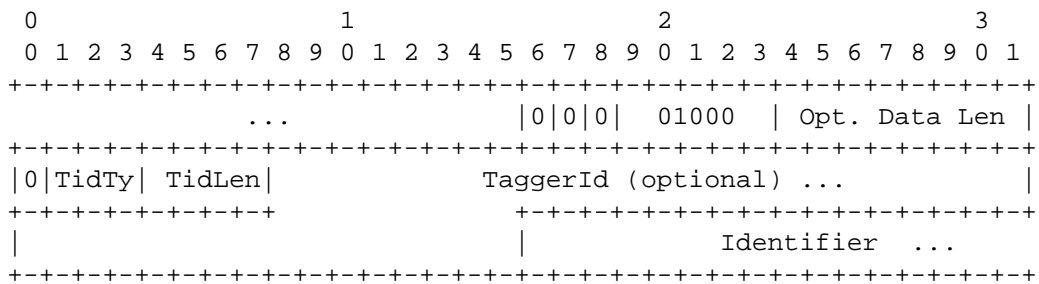 0                   1                   2                   3
 0 1 2 3 4 5 6 7 8 9 0 1 2 3 4 5 6 7 8 9 0 1 2 3 4 5 6 7 8 9 0 1
+-+-+-+-+-+-+-+-+-+-+-+-+-+-+-+-+-+-+-+-+-+-+-+-+-+-+-+-+-+-+-+-+
               ...              |0|0|0|  01000  | Opt. Data Len |
+-+-+-+-+-+-+-+-+-+-+-+-+-+-+-+-+-+-+-+-+-+-+-+-+-+-+-+-+-+-+-+-+
|0|TidTy| TidLen|             TaggerId (optional) ...           |
+-+-+-+-+-+-+-+-+               +-+-+-+-+-+-+-+-+-+-+-+-+-+-+-+-+
|                               |            Identifier  ...
+-+-+-+-+-+-+-+-+-+-+-+-+-+-+-+-+-+-+-+-+-+-+-+-+-+-+-+-+-+-+-+-+